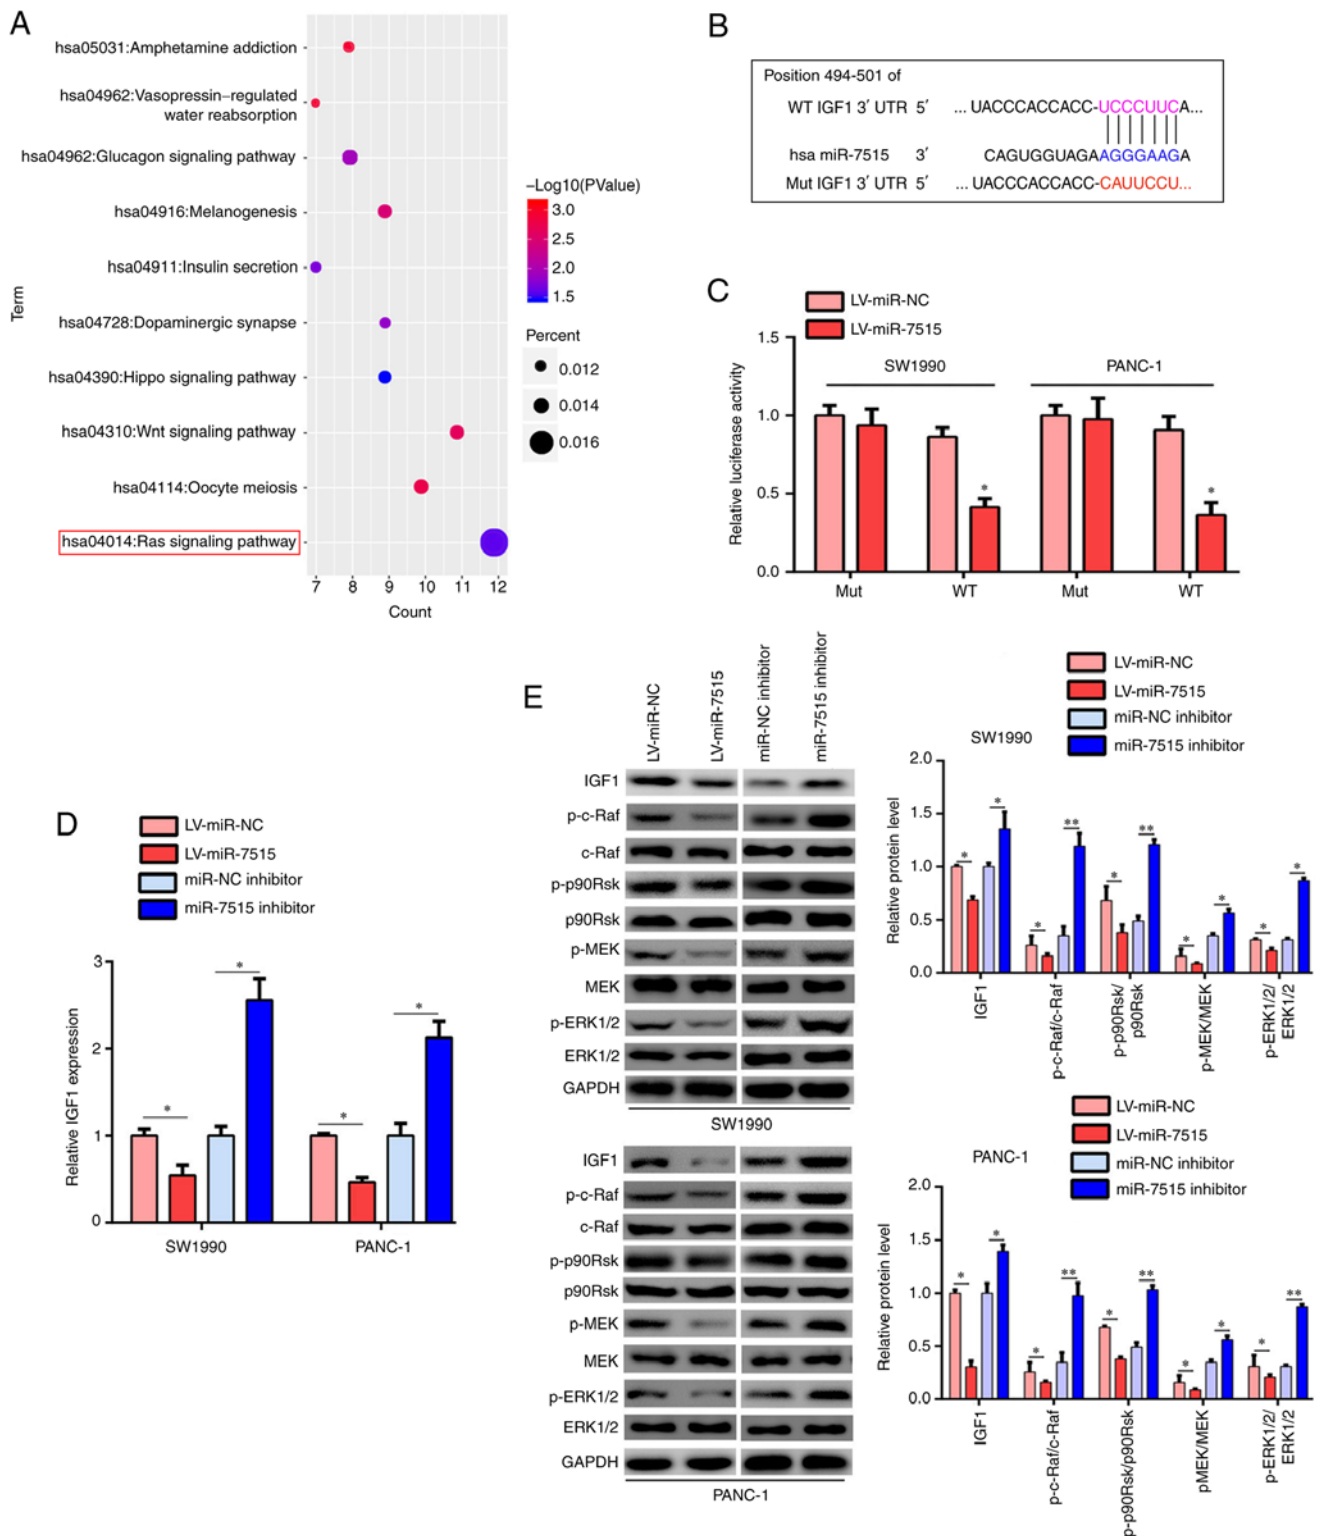 A
hsa05031:Amphetamine addiction
hsa04962:Vasopressin–regulated
water reabsorption
hsa04962:Glucagon signaling pathway
hsa04916:Melanogenesis
hsa04911:Insulin secretion
hsa04728:Dopaminergic synapse
hsa04390:Hippo signaling pathway
hsa04310:Wnt signaling pathway
hsa04114:Oocyte meiosis
hsa04014:Ras signaling pathway
Term
7 8 9 10 11 12
Count
–Log10(PValue)
3.0
2.5
2.0
1.5
Percent
0.012
0.014
0.016
B
Position 494-501 of
WT IGF1 3′ UTR 5′ ... UACCCACCACC-UCCCUUCA...
hsa miR-7515 3′ CAGUGGUAGAAGGGAAGA
Mut IGF1 3′ UTR 5′ ... UACCCACCACC-CAUUCCU...
C
LV-miR-NC
LV-miR-7515
Relative luciferase activity
1.5
1.0
0.5
0.0
SW1990 PANC-1
* *
Mut WT Mut WT
D
LV-miR-NC
LV-miR-7515
miR-NC inhibitor
miR-7515 inhibitor
Relative IGF1 expression
3
2
1
0
* * * *
SW1990 PANC-1
E
LV-miR-NC
LV-miR-7515
miR-NC inhibitor
miR-7515 inhibitor
IGF1
p-c-Raf
c-Raf
p-p90Rsk
p90Rsk
p-MEK
MEK
p-ERK1/2
ERK1/2
GAPDH
SW1990
IGF1
p-c-Raf
c-Raf
p-p90Rsk
p90Rsk
p-MEK
MEK
p-ERK1/2
ERK1/2
GAPDH
PANC-1
LV-miR-NC
LV-miR-7515
miR-NC inhibitor
miR-7515 inhibitor
SW1990
Relative protein level
2.0
1.5
1.0
0.5
0.0
* * * ** * ** * * * *
IGF1
p-c-Raf/c-Raf
p-p90Rsk/
p90Rsk
p-MEK/MEK
p-ERK1/2/
ERK1/2
LV-miR-NC
LV-miR-7515
miR-NC inhibitor
miR-7515 inhibitor
PANC-1
Relative protein level
2.0
1.5
1.0
0.5
0.0
* * * ** * ** * * * **
IGF1
p-c-Raf/c-Raf
p-p90Rsk/p90Rsk
pMEK/MEK
p-ERK1/2/
ERK1/2